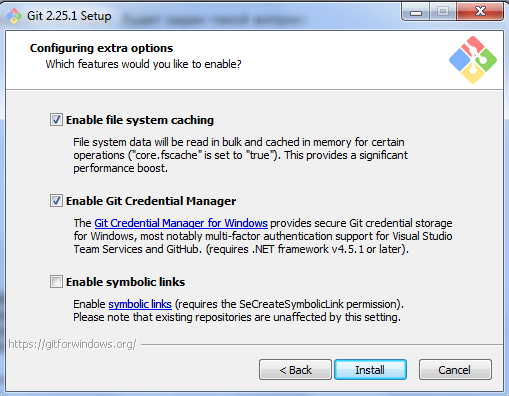 Git 2.25.1 Setup
будет задан такой вопрос:
Configuring extra options
Which features would you like to enable?
Enable file system caching
File system data will be read in bulk and cached in memory for certain
operations ("core.fscache" is set to "true"). This provides a significant
performance boost.
Enable Git Credential Manager
The Git Credential Manager for Windows provides secure Git credential storage
for Windows, most notably multi-factor authentication support for Visual Studio
Team Services and GitHub. (requires .NET framework v4.5.1 or later).
Enable symbolic links
Enable symbolic links (requires the SeCreateSymbolicLink permission).
Please note that existing repositories are unaffected by this setting.
https://gitforwindows.org/
< Back
Install
Cancel